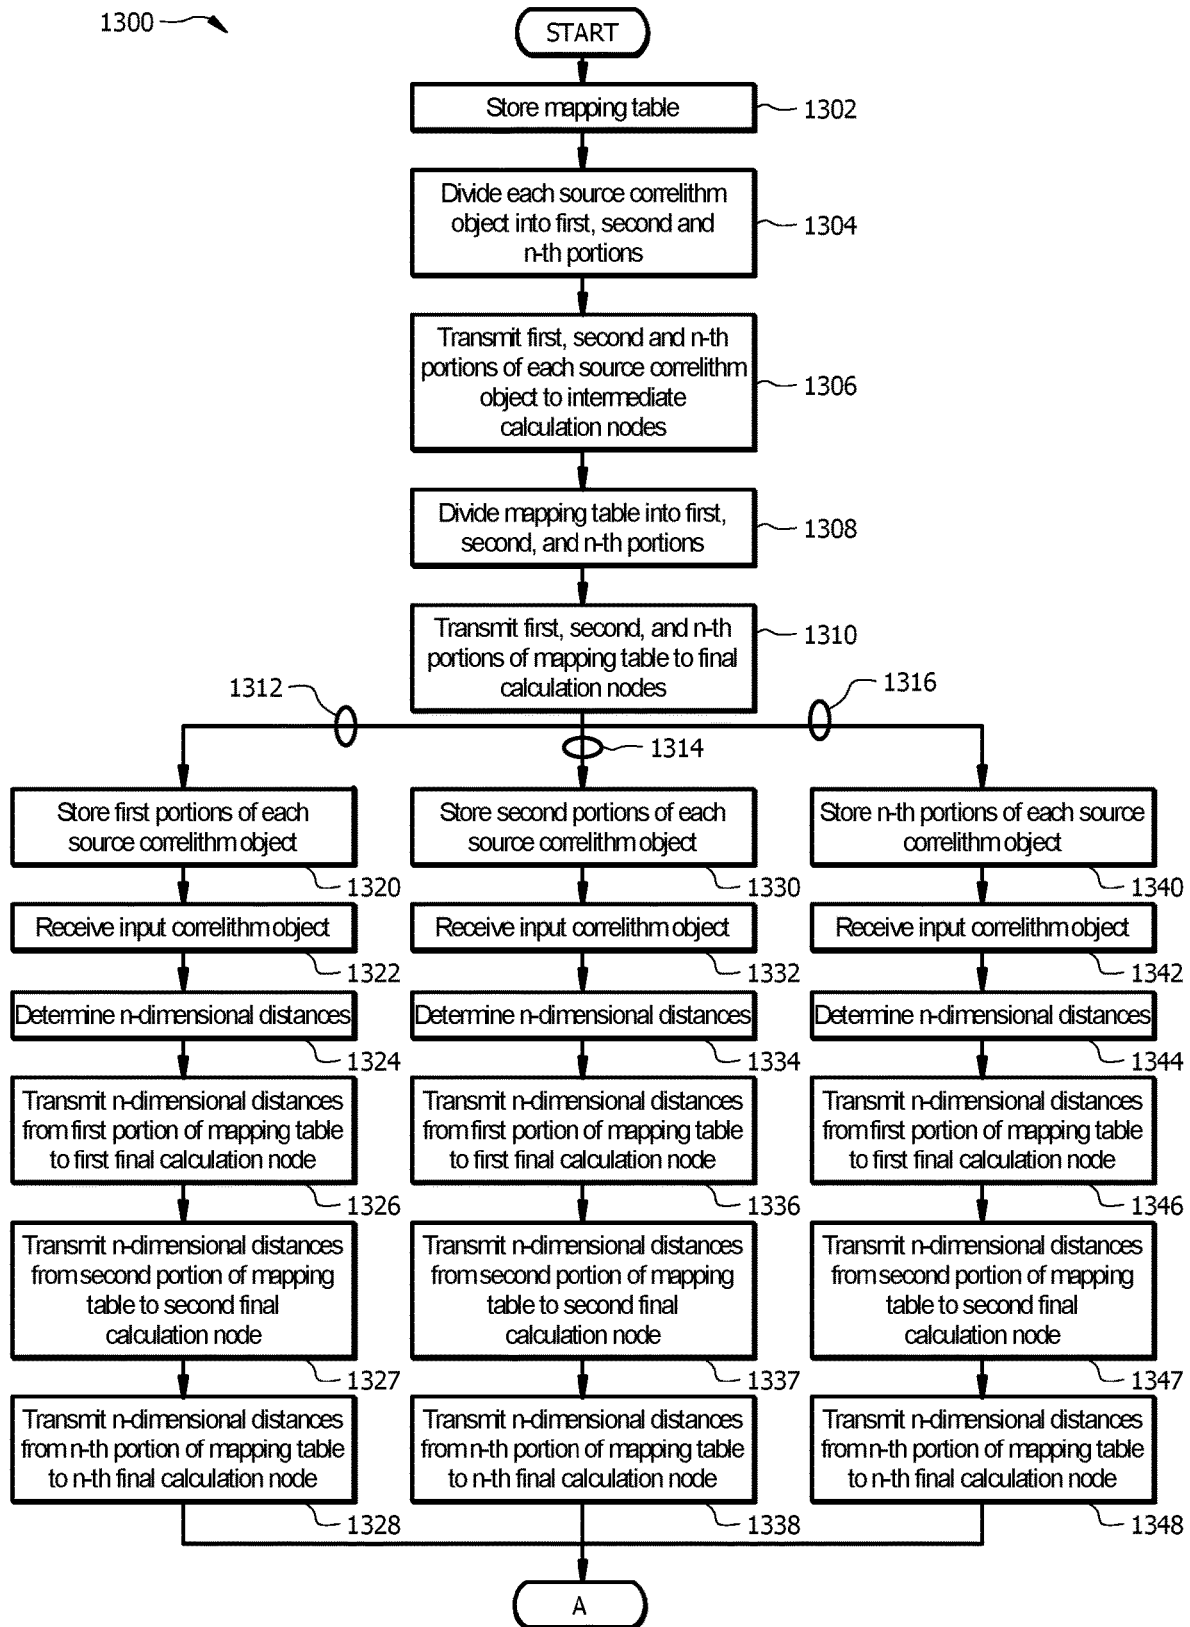 1300
START
Store mapping table
1302
Divide each source correlithm
object into first, second and
n-th portions
1304
Transmit first, second and n-th
portions of each source correlithm
object to intermediate
calculation nodes
1306
Divide mapping table into first,
second, and n-th portions
1308
Transmit first, second, and n-th
portions of mapping table to final
calculation nodes
1310
1312
1314
1316
Store first portions of each
source correlithm object
1320
Receive input correlithm object
1322
Determine n-dimensional distances
1324
Transmit n-dimensional distances
from first portion of mapping table
to first final calculation node
1326
Transmit n-dimensional distances
from second portion of mapping
table to second final
calculation node
1327
Transmit n-dimensional distances
from n-th portion of mapping table
to n-th final calculation node
1328
Store second portions of each
source correlithm object
1330
Receive input correlithm object
1332
Determine n-dimensional distances
1334
Transmit n-dimensional distances
from first portion of mapping table
to first final calculation node
1336
Transmit n-dimensional distances
from second portion of mapping
table to second final
calculation node
1337
Transmit n-dimensional distances
from n-th portion of mapping table
to n-th final calculation node
1338
Store n-th portions of each source
correlithm object
1340
Receive input correlithm object
1342
Determine n-dimensional distances
1344
Transmit n-dimensional distances
from first portion of mapping table
to first final calculation node
1346
Transmit n-dimensional distances
from second portion of mapping
table to second final
calculation node
1347
Transmit n-dimensional distances
from n-th portion of mapping table
to n-th final calculation node
1348
A